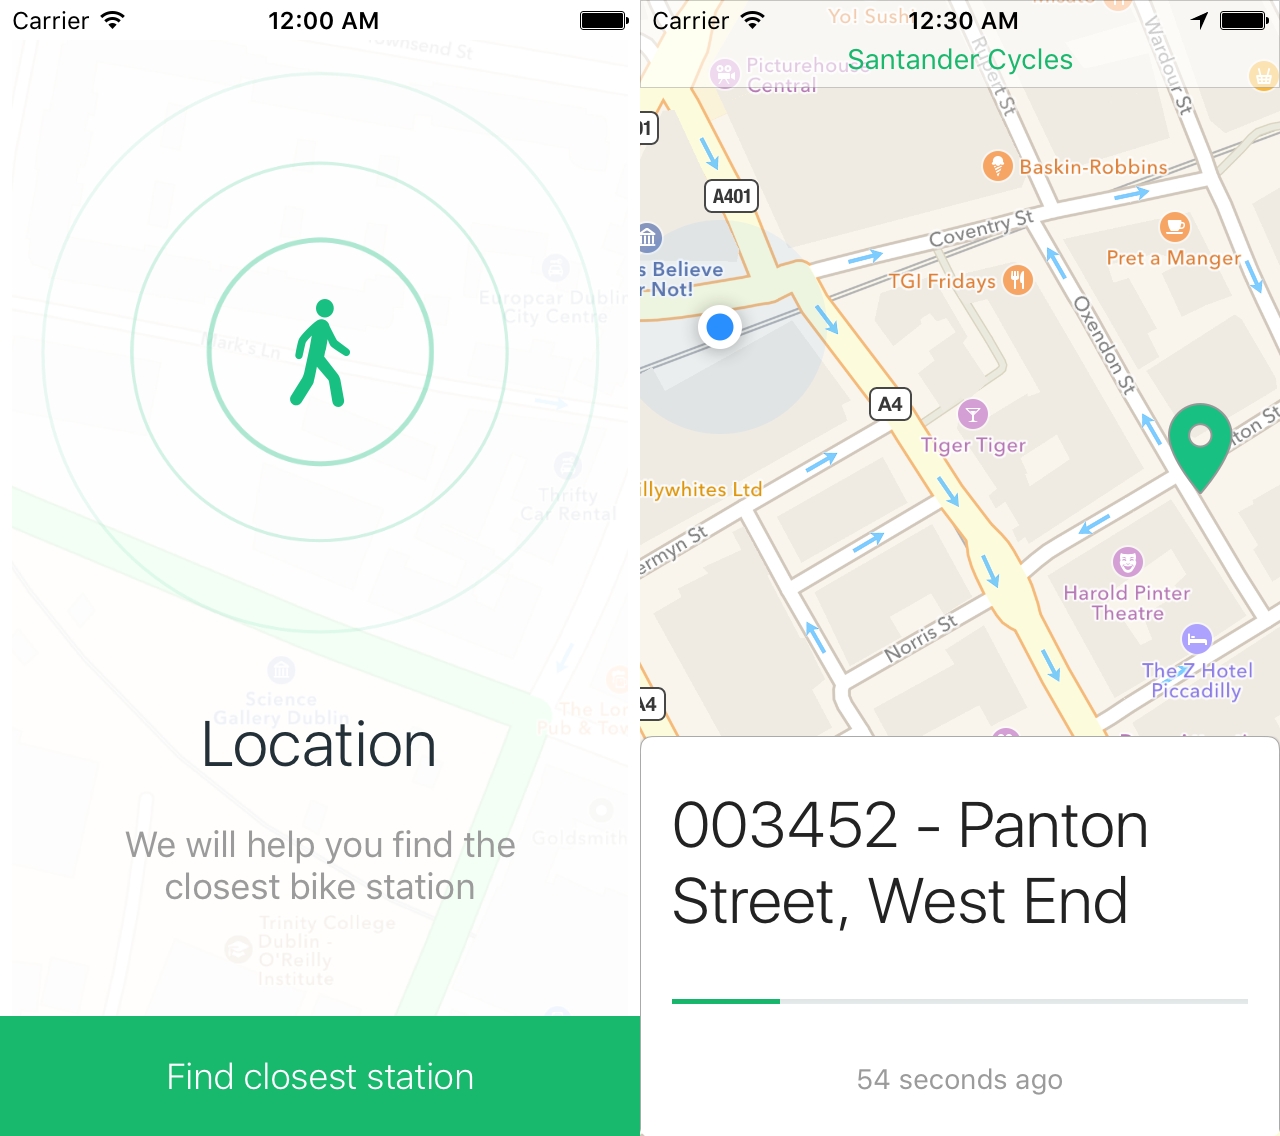 Carrier 12:00 AM
ownsend St
Europcar Dublin
City Centre
Mark's Ln
Thrifty
Car Rental
Science
Gallery Dublin
The Lo
Pub & Tow
Location
Goldsmith
We will help you find the
closest bike station
Trinity College
Dublin -
O'Reilly
Institute
Find closest station
Carrier 12:30 AM
Yo! Sushi
Santander Cycles
Picturehouse
Central
Rupert St
Wardour St
01
A401
Baskin-Robbins
Coventry St
Pret a Manger
s Believe
r Not!
TGI Fridays
Oxendon St
A4
Tiger Tiger
ton St
illywhites Ltd
ermyn St
Harold Pinter
Theatre
Norris St
The Z Hotel
Piccadilly
A4
003452 - Panton
Street, West End
54 seconds ago